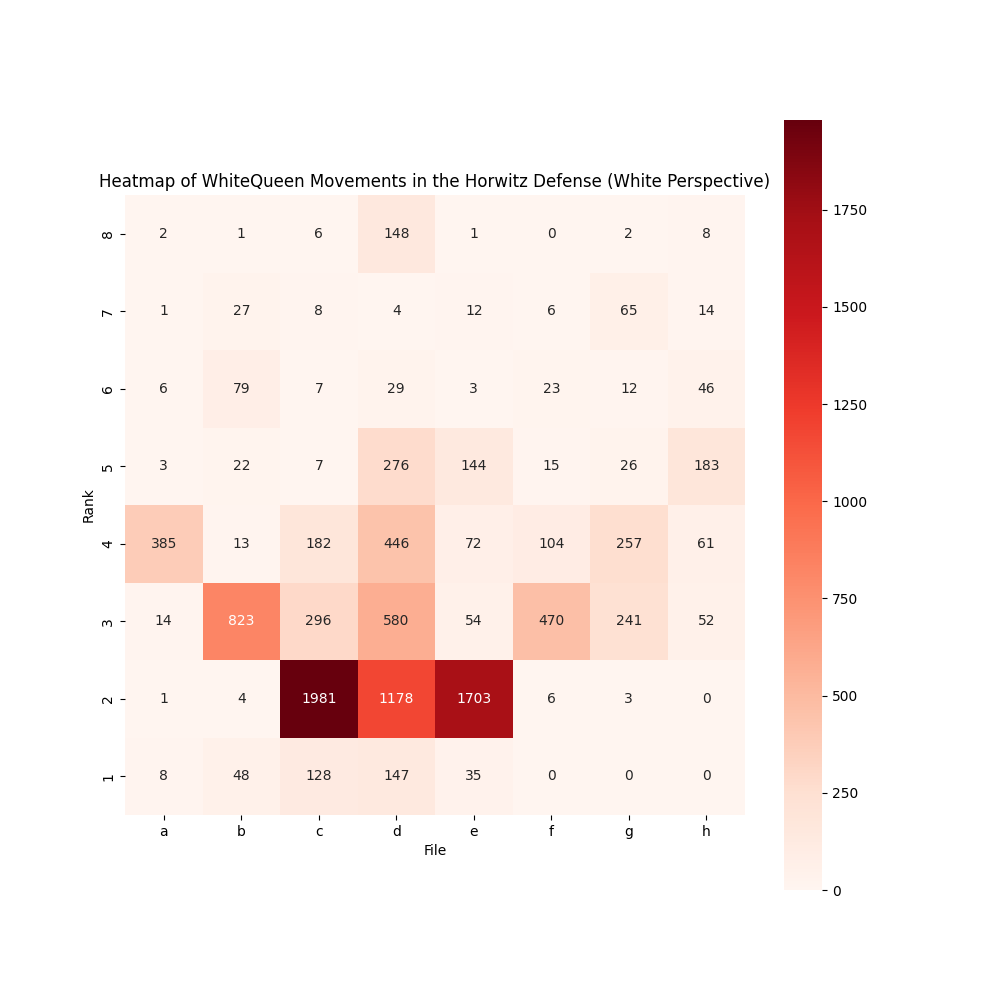 Heatmap of WhiteQueen Movements in the Horwitz Defense (White Perspective)
8 2 1 6 148 1 0 2 8
7 1 27 8 4 12 6 65 14
6 6 79 7 29 3 23 12 46
5 3 22 7 276 144 15 26 183
Rank
4 385 13 182 446 72 104 257 61
3 14 823 296 580 54 470 241 52
2 1 4 1981 1178 1703 6 3 0
1 8 48 128 147 35 0 0 0
a b c d e f g h
File
1750
1500
1250
1000
750
500
250
0